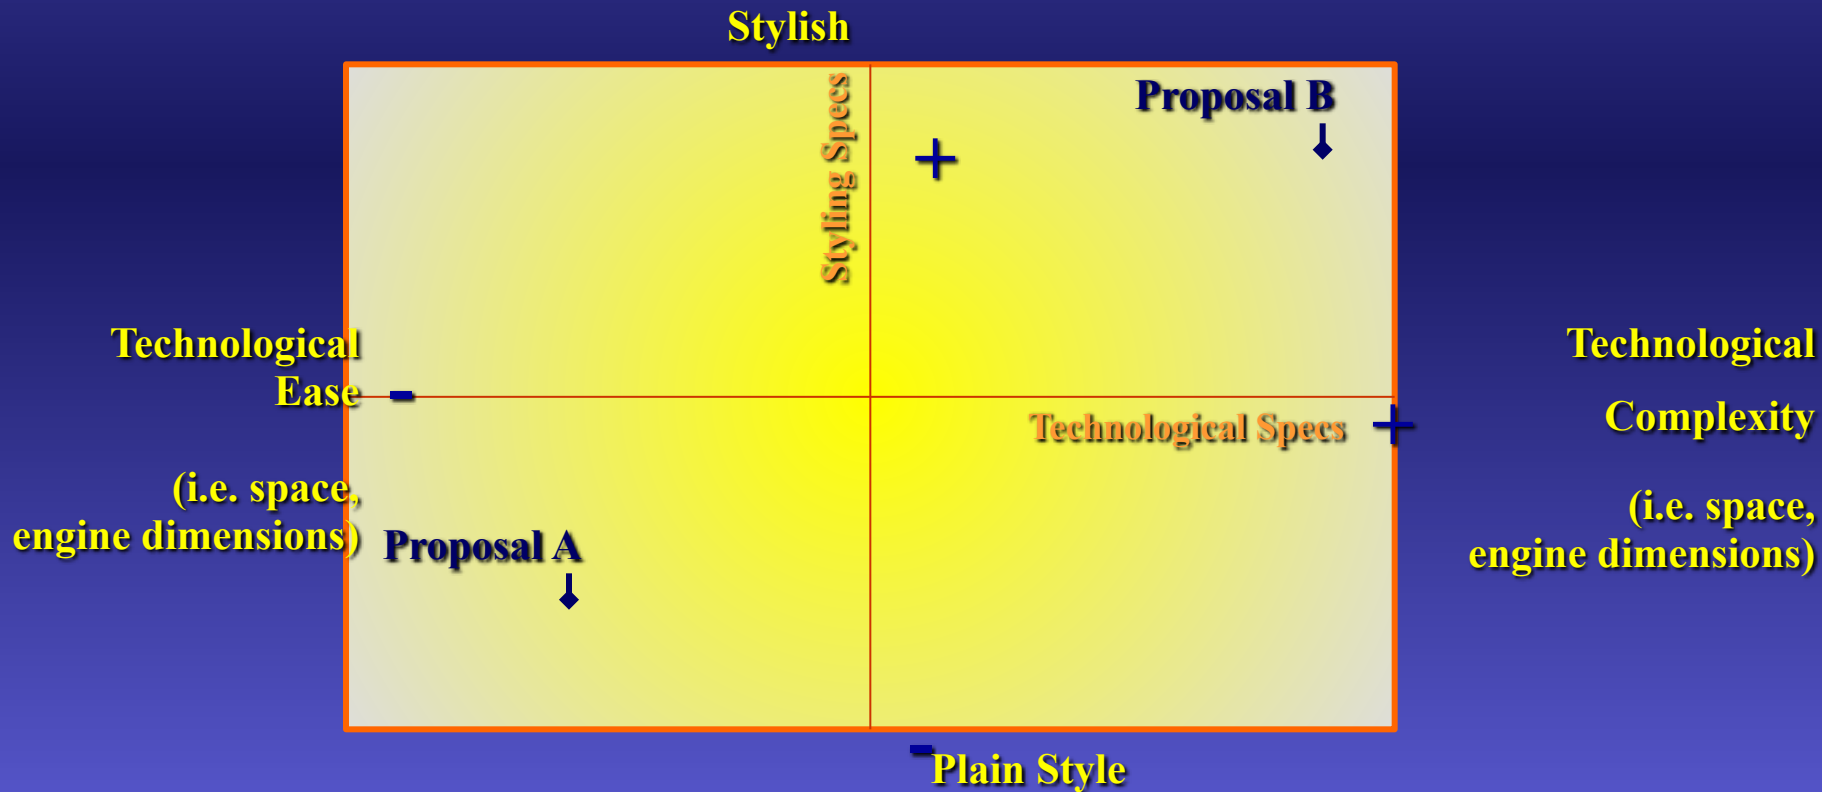 Stylish
Styling Specs
Proposal B
+
Technological
Ease
-
(i.e. space,
engine dimensions)
Technological Specs
+
Technological
Complexity
(i.e. space,
engine dimensions)
Proposal A
-
Plain Style